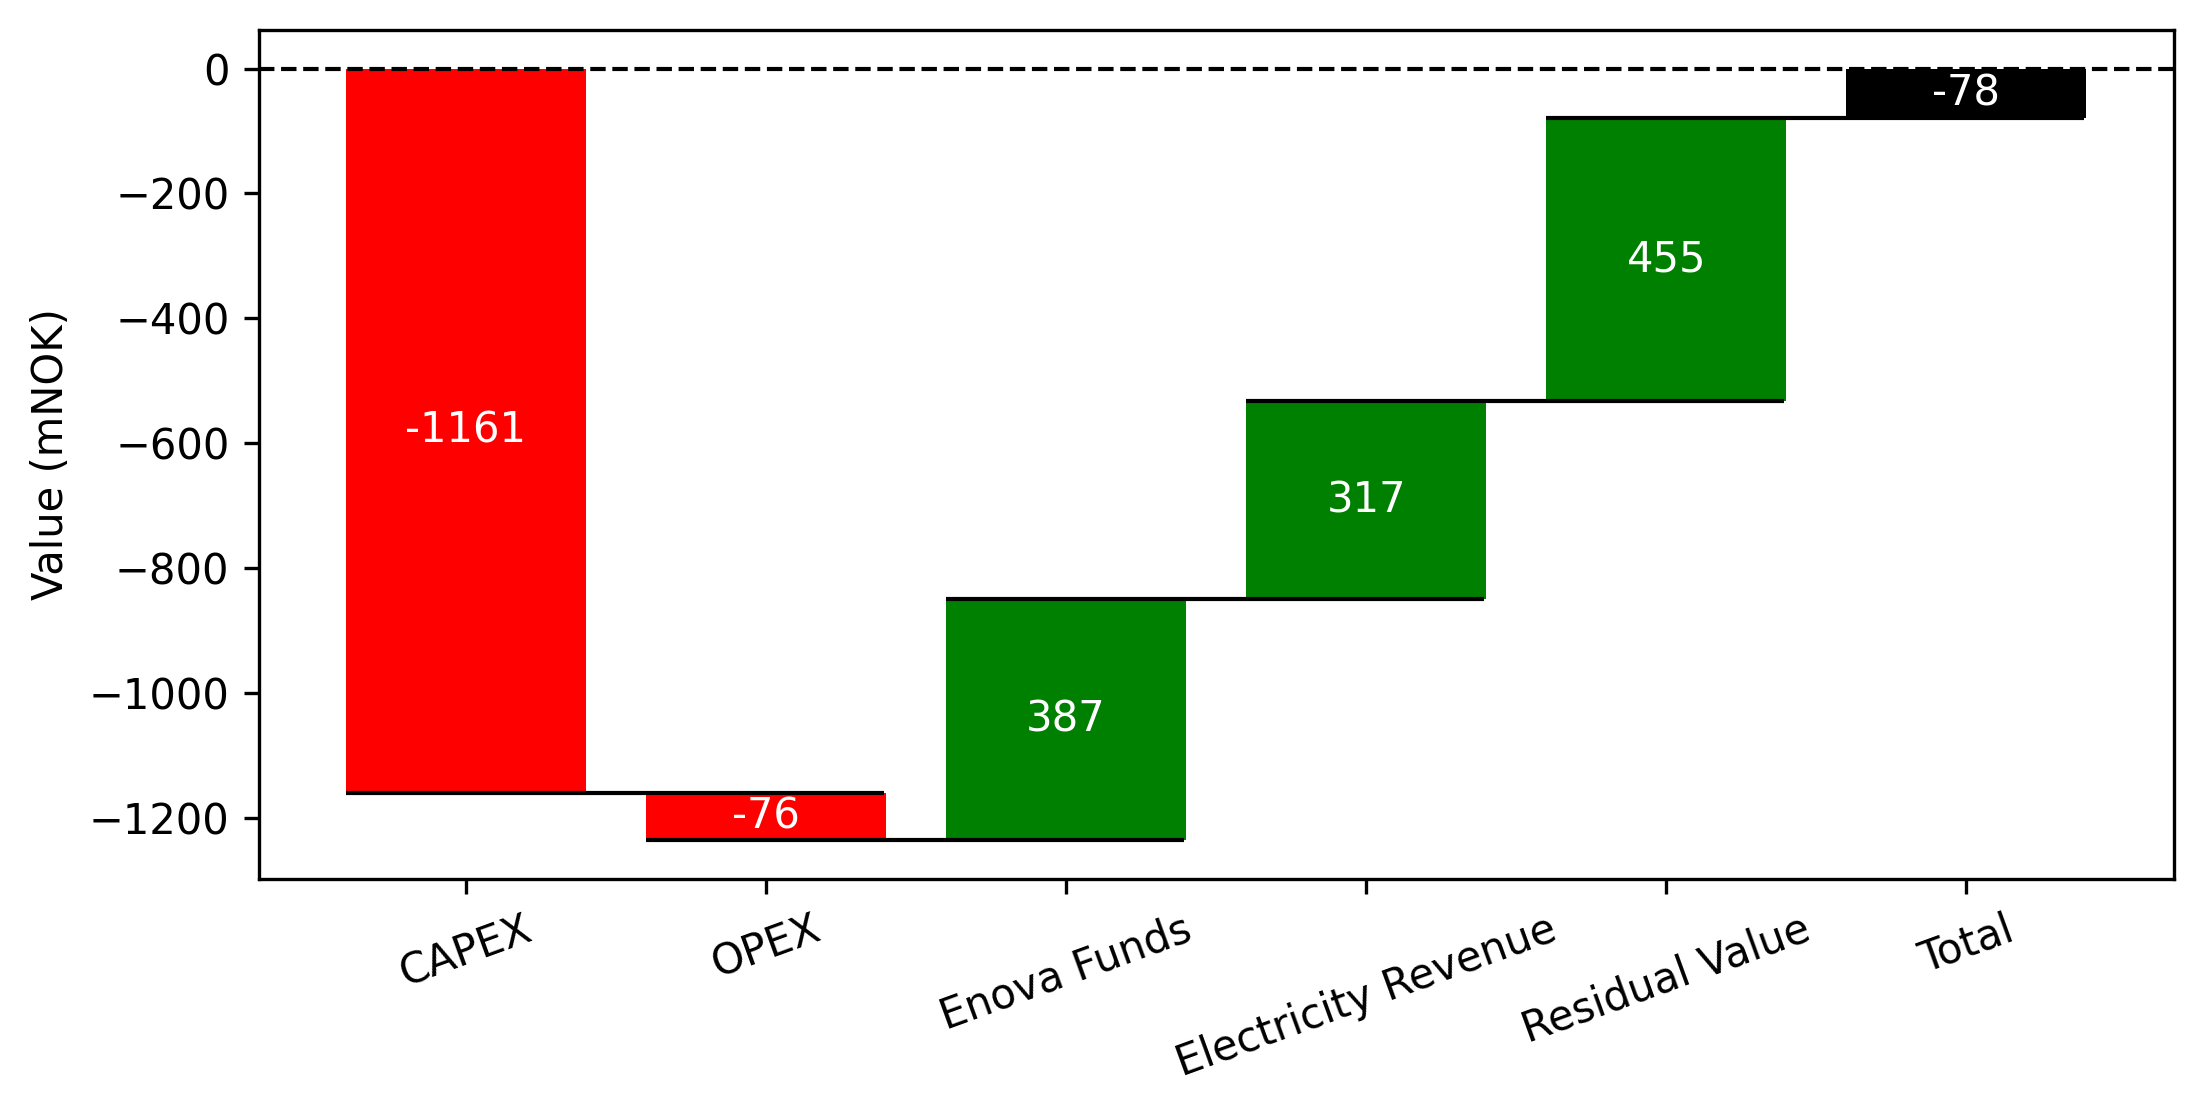 Value (mNOK)
0
−200
−400
−600
−800
−1000
−1200
-1161
-76
387
317
455
-78
CAPEX
OPEX
Enova Funds
Electricity Revenue
Residual Value
Total